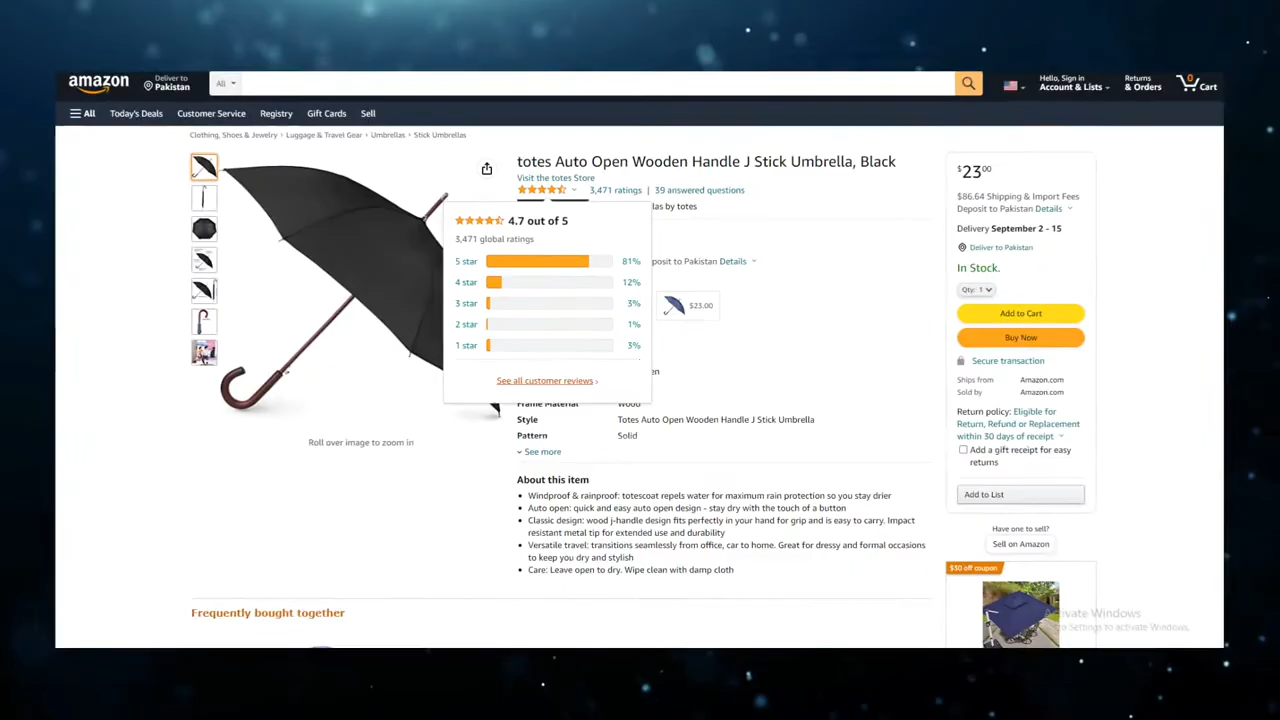 amazon
Deliver to
Pakistan
All
Hello, Sign in
Account & Lists
Returns
& Orders
0
Cart
All
Today's Deals
Customer Service
Registry
Gift Cards
Sell
Clothing, Shoes & Jewelry › Luggage & Travel Gear › Umbrellas › Stick Umbrellas
totes Auto Open Wooden Handle J Stick Umbrella, Black
Visit the totes Store
3,471 ratings | 39 answered questions
las by totes
4.7 out of 5
3,471 global ratings
5 star 81%
4 star 12%
3 star 3%
2 star 1%
1 star 3%
See all customer reviews ›
posit to Pakistan Details
$23.00
en
Frame Material wood
Style Totes Auto Open Wooden Handle J Stick Umbrella
Pattern Solid
See more
Roll over image to zoom in
About this item
• Windproof & rainproof: totescoat repels water for maximum rain protection so you stay drier
• Auto open: quick and easy auto open design - stay dry with the touch of a button
• Classic design: wood j-handle design fits perfectly in your hand for grip and is easy to carry. Impact
resistant metal tip for extended use and durability
• Versatile travel: transitions seamlessly from office, car to home. Great for dressy and formal occasions
to keep you dry and stylish
• Care: Leave open to dry. Wipe clean with damp cloth
Frequently bought together
$2300
$86.64 Shipping & Import Fees
Deposit to Pakistan Details
Delivery September 2 - 15
Deliver to Pakistan
In Stock.
Qty: 1
Add to Cart
Buy Now
Secure transaction
Ships from Amazon.com
Sold by Amazon.com
Return policy: Eligible for
Return, Refund or Replacement
within 30 days of receipt
Add a gift receipt for easy
returns
Add to List
Have one to sell?
Sell on Amazon
$30 off coupon
ivate Windows
Settings to activate Windows.